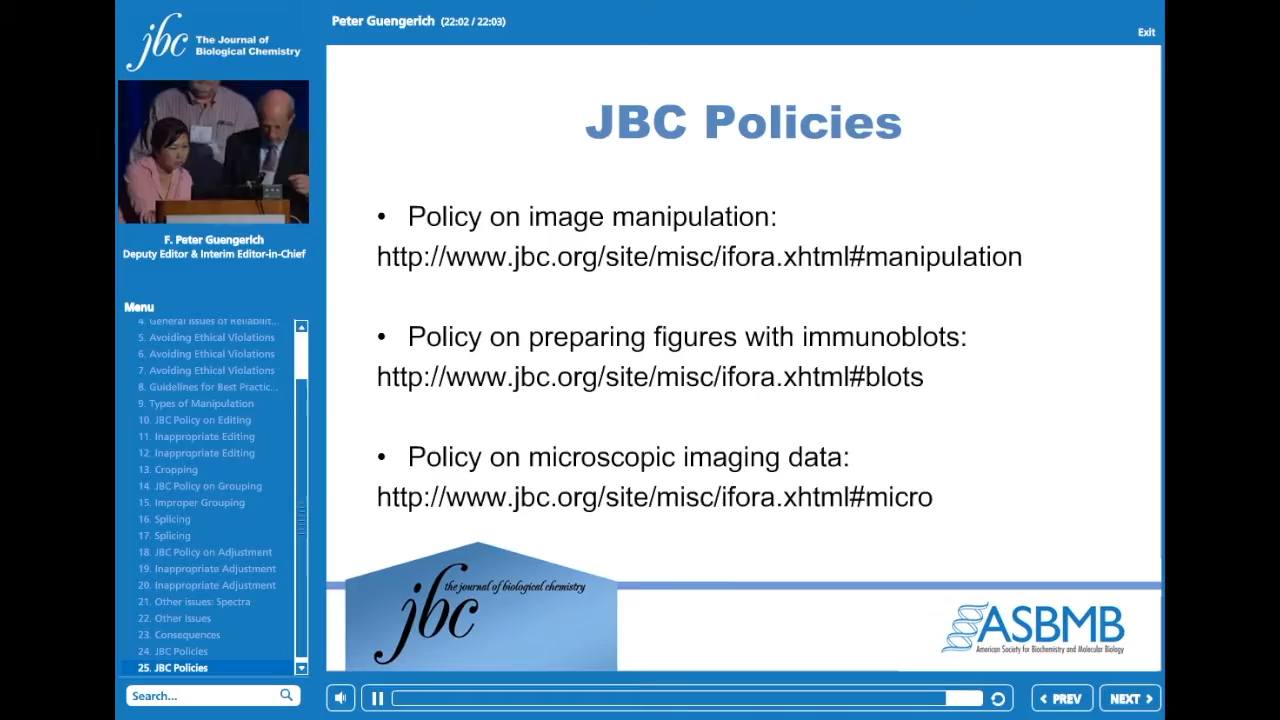 jbc The Journal of
Biological Chemistry
Peter Guengerich (22:02 / 22:03)
Exit
F. Peter Guengerich
Deputy Editor & Interim Editor-in-Chief
Menu
4. General Issues of Reliabilit...
5. Avoiding Ethical Violations
6. Avoiding Ethical Violations
7. Avoiding Ethical Violations
8. Guidelines for Best Practic...
9. Types of Manipulation
10. JBC Policy on Editing
11. Inappropriate Editing
12. Inappropriate Editing
13. Cropping
14. JBC Policy on Grouping
15. Improper Grouping
16. Splicing
17. Splicing
18. JBC Policy on Adjustment
19. Inappropriate Adjustment
20. Inappropriate Adjustment
21. Other issues: Spectra
22. Other Issues
23. Consequences
24. JBC Policies
25. JBC Policies
Search...
JBC Policies
• Policy on image manipulation:
http://www.jbc.org/site/misc/ifora.xhtml#manipulation
• Policy on preparing figures with immunoblots:
http://www.jbc.org/site/misc/ifora.xhtml#blots
• Policy on microscopic imaging data:
http://www.jbc.org/site/misc/ifora.xhtml#micro
the journal of biological chemistry
jbc
ASBMB
American Society for Biochemistry and Molecular Biology
PREV
NEXT